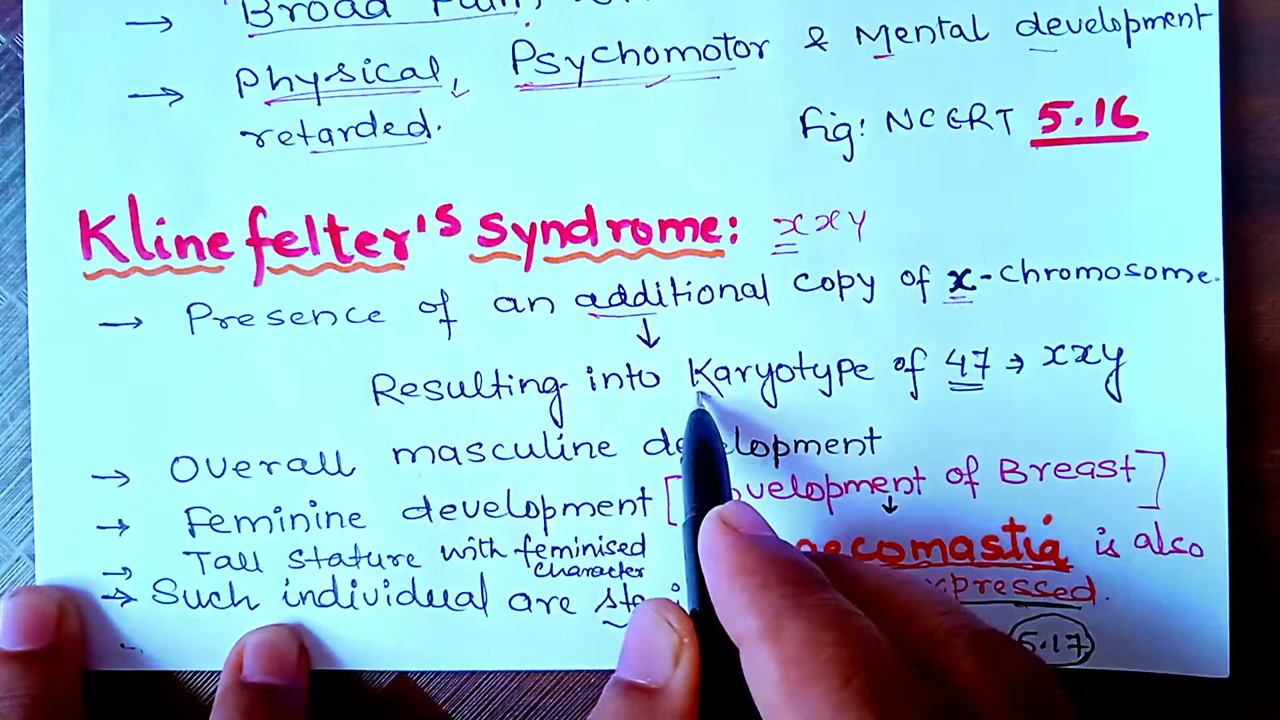 → Broad
→ Physical, Psychomotor & Mental development
retarded.
Fig: NCERT 5.16
Klinefelter's Syndrome: xxy
→ Presence of an additional copy of x-chromosome.
↓
Resulting into Karyotype of 47 → xxy
→ Overall masculine development
→ Feminine development [Development of Breast]
↓
→ Tall stature with feminised character
is also
→ Such individual are
5.17